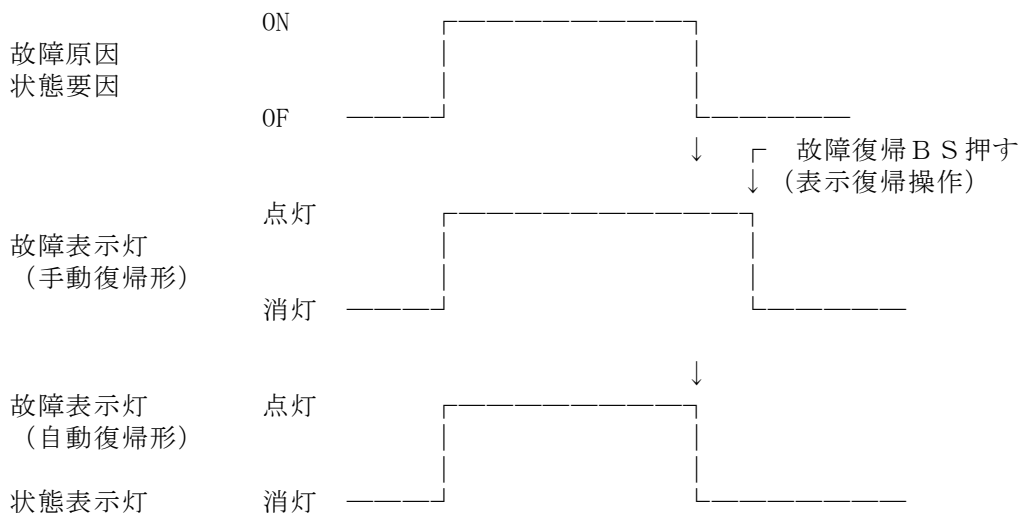 ON
故障原因
状態要因
OF
↓ 故障復帰BS押す
↓ (表示復帰操作)
点灯
故障表示灯
(手動復帰形)
消灯
↓
故障表示灯 点灯
(自動復帰形)
状態表示灯 消灯